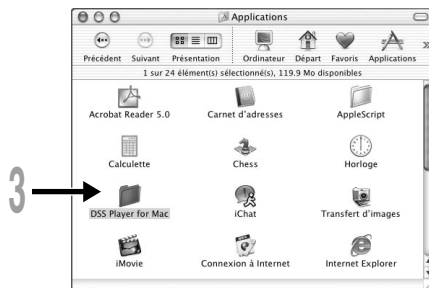 Applications
Précédent Suivant Présentation Ordinateur Départ Favoris Applications »
1 sur 24 élément(s) sélectionné(s), 119.9 Mo disponibles
Acrobat Reader 5.0 Carnet d'adresses AppleScript
Calculette Chess Horloge
3
DSS Player for Mac iChat Transfert d'images
iMovie Connexion à Internet Internet Explorer